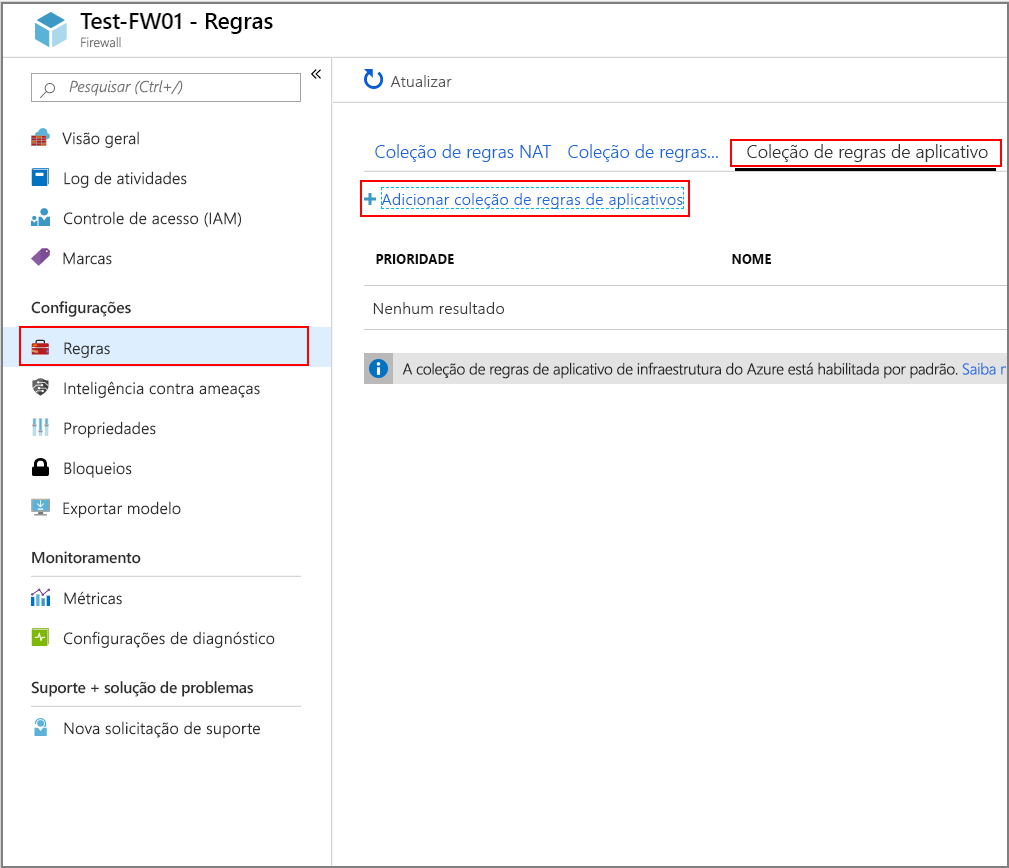 Test-FW01 - Regras
Firewall
Pesquisar (Ctrl+/)
«
Visão geral
Log de atividades
Controle de acesso (IAM)
Marcas
Configurações
Regras
Inteligência contra ameaças
Propriedades
Bloqueios
Exportar modelo
Monitoramento
Métricas
Configurações de diagnóstico
Suporte + solução de problemas
Nova solicitação de suporte
Atualizar
Coleção de regras NAT Coleção de regras... Coleção de regras de aplicativo
+ Adicionar coleção de regras de aplicativos
PRIORIDADE NOME
Nenhum resultado
A coleção de regras de aplicativo de infraestrutura do Azure está habilitada por padrão. Saiba